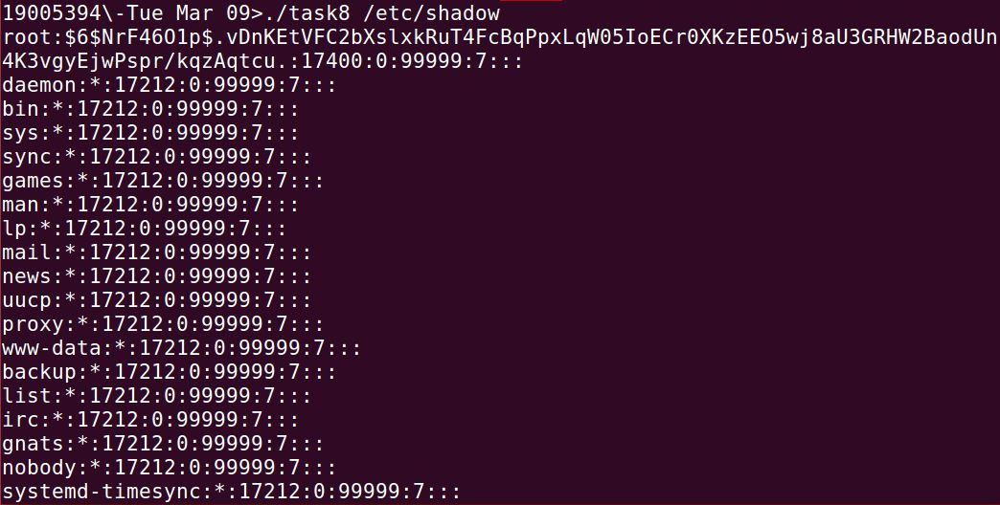 19005394\-Tue Mar 09>./task8 /etc/shadow
root:$6$NrF46O1p$.vDnKEtVFC2bXslxkRuT4FcBqPpxLqW05IoECr0XKzEEO5wj8aU3GRHW2BaodUn
4K3vgyEjwPspr/kqzAqtcu.:17400:0:99999:7:::
daemon:*:17212:0:99999:7:::
bin:*:17212:0:99999:7:::
sys:*:17212:0:99999:7:::
sync:*:17212:0:99999:7:::
games:*:17212:0:99999:7:::
man:*:17212:0:99999:7:::
lp:*:17212:0:99999:7:::
mail:*:17212:0:99999:7:::
news:*:17212:0:99999:7:::
uucp:*:17212:0:99999:7:::
proxy:*:17212:0:99999:7:::
www-data:*:17212:0:99999:7:::
backup:*:17212:0:99999:7:::
list:*:17212:0:99999:7:::
irc:*:17212:0:99999:7:::
gnats:*:17212:0:99999:7:::
nobody:*:17212:0:99999:7:::
systemd-timesync:*:17212:0:99999:7:::